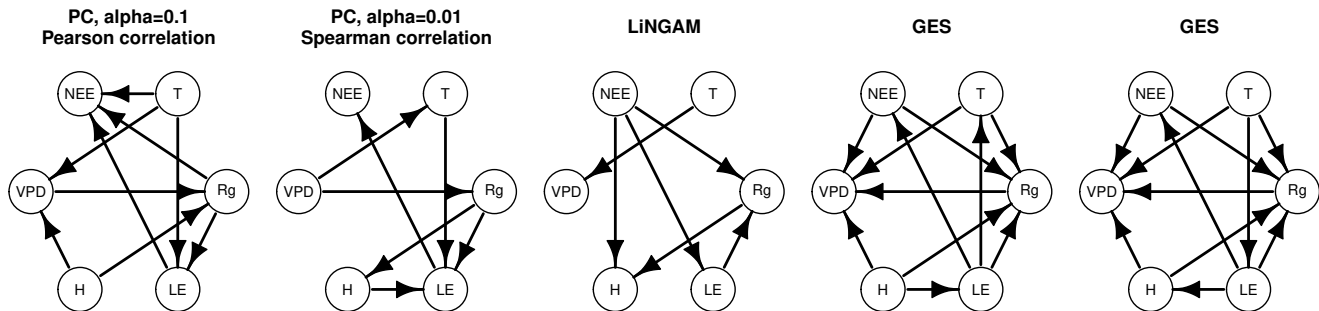 PC, alpha=0.1
Pearson correlation
PC, alpha=0.01
Spearman correlation
LiNGAM
GES
GES
NEE
T
VPD
Rg
H
LE
NEE
T
VPD
Rg
H
LE
NEE
T
VPD
Rg
H
LE
NEE
T
VPD
Rg
H
LE
NEE
T
VPD
Rg
H
LE